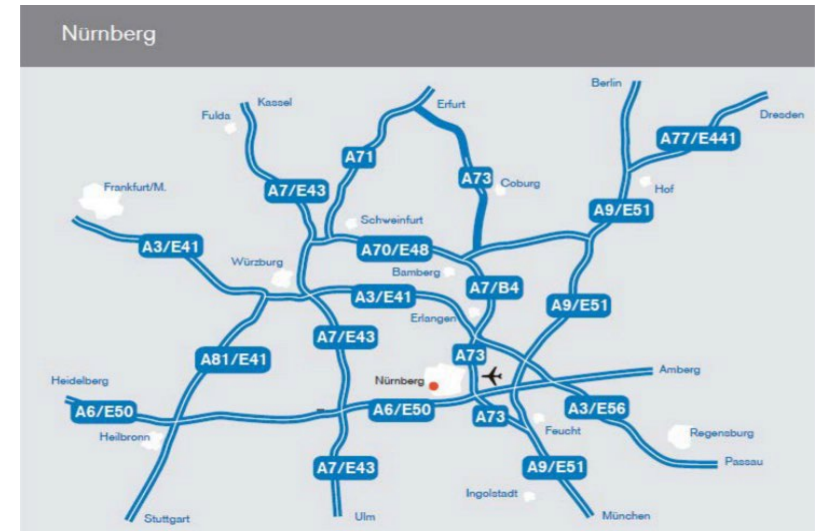 Nürnberg
Berlin
Kassel
Erfurt
Fulda
Dresden
A77/E441
A71
A73
Coburg
Frankfurt/M.
A7/E43
Hof
A9/E51
Schweinfurt
A3/E41
A70/E48
Würzburg
Bamberg
A7/B4
A3/E41
A9/E51
Erlangen
A7/E43
A73
A81/E41
Amberg
Heidelberg
Nürnberg
A6/E50
A6/E50
A73
A3/E56
Feucht
Regensburg
Heilbronn
A7/E43
A9/E51
Passau
Ingolstadt
Stuttgart
Ulm
München